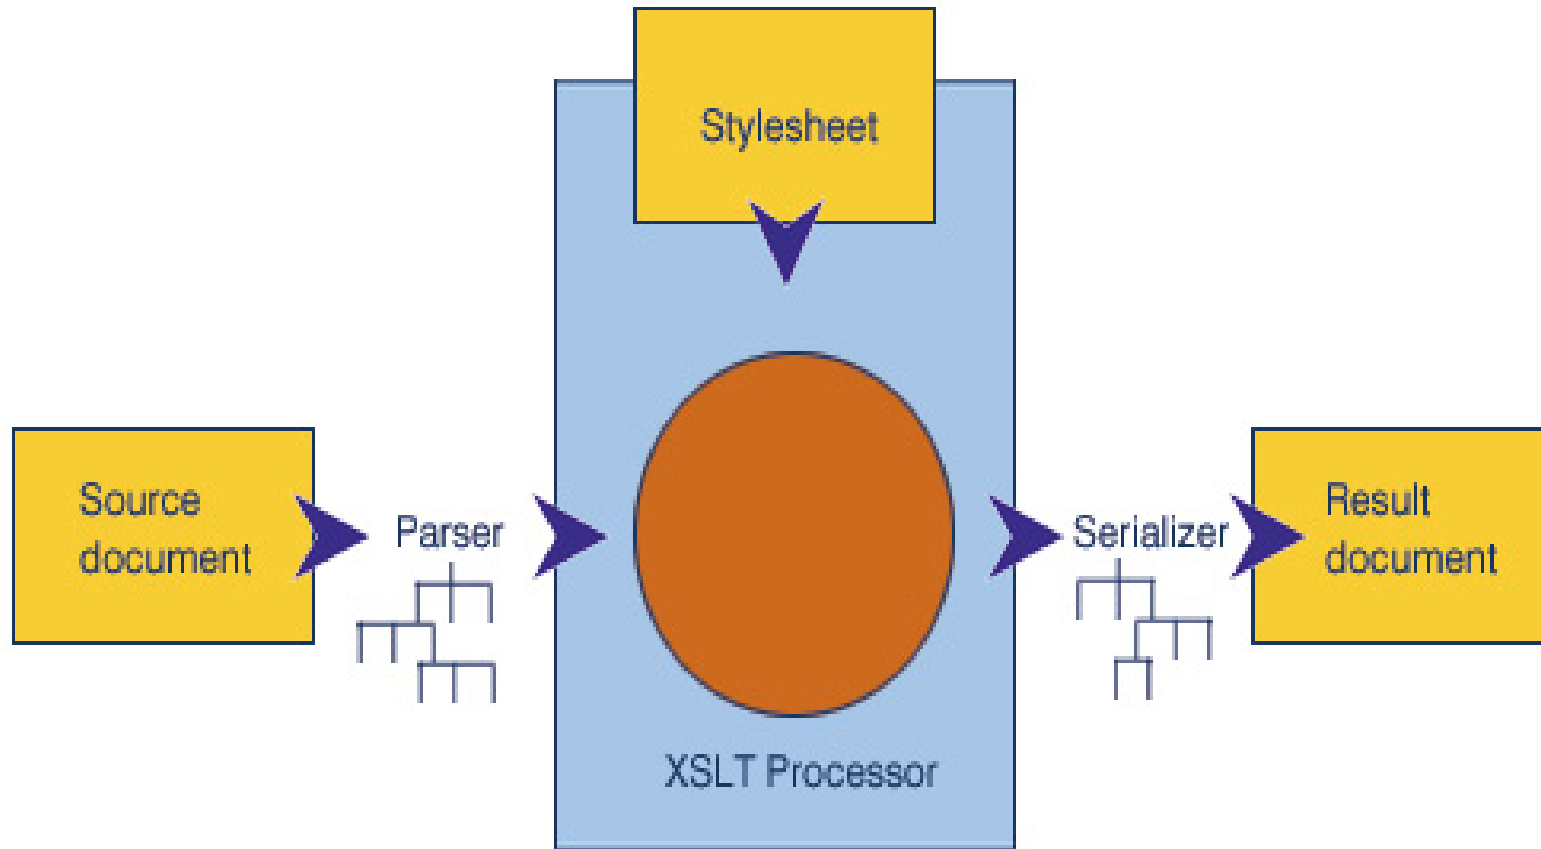 Stylesheet
Source
document
Parser
Serializer
Result
document
XSLT Processor